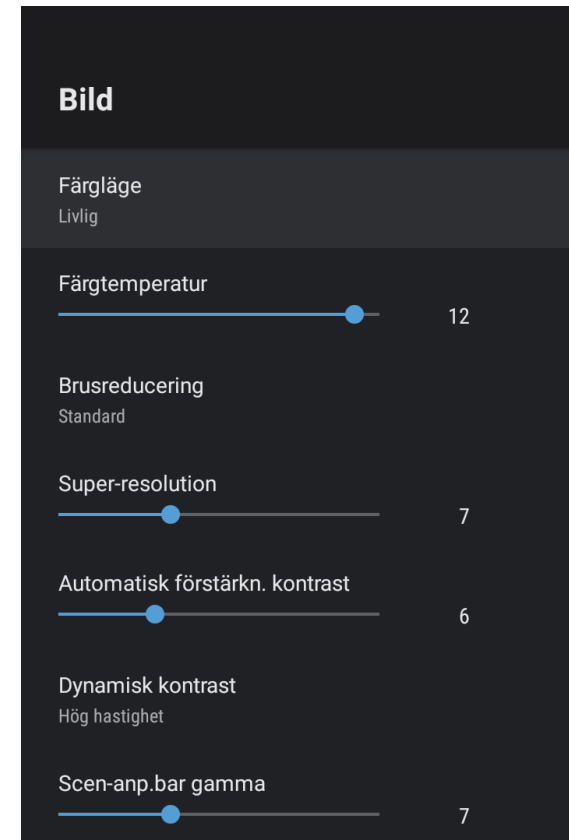 Bild
Färgläge
Livlig
Färgtemperatur
12
Brusreducering
Standard
Super-resolution
7
Automatisk förstärkn. kontrast
6
Dynamisk kontrast
Hög hastighet
Scen-anp.bar gamma
7